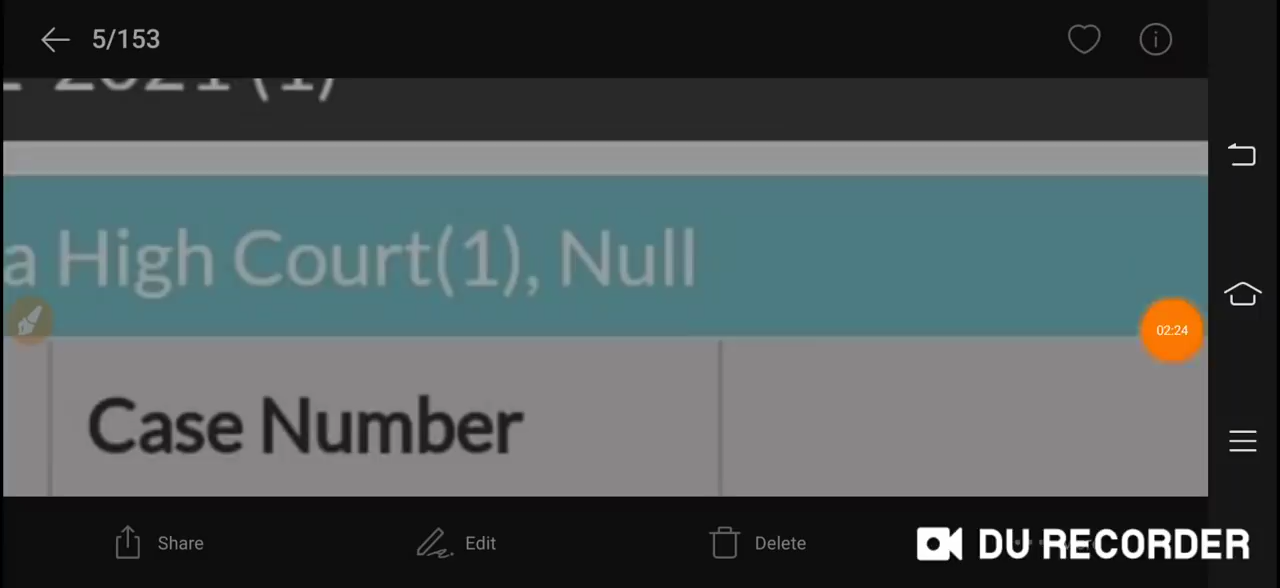 5/153
2021 (1)
a High Court(1), Null
02:24
Case Number
Share Edit Delete
DU RECORDER